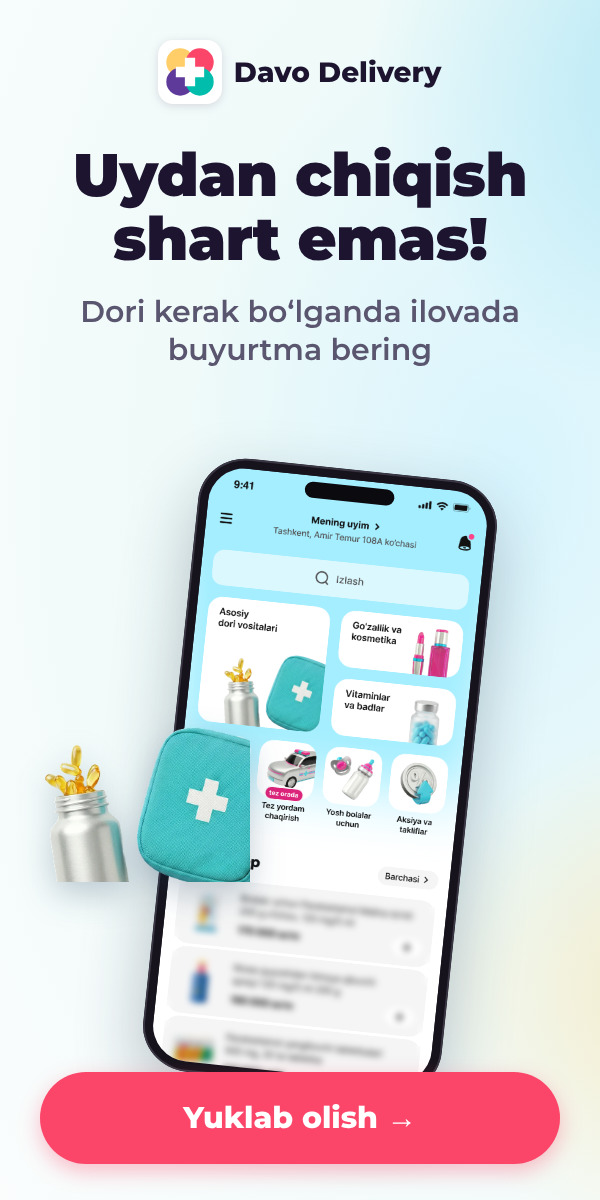 Davo Delivery
Uydan chiqish
shart emas!
Dori kerak bo‘lganda ilovada
buyurtma bering
9:41
Mening uyim >
Tashkent, Amir Temur 108A ko'chasi
Izlash
Asosiy
dori vositalari
Go'zallik va
kosmetika
Vitaminlar
va badlar
tez orada
Tez yordam
chaqirish
Yosh bolalar
uchun
Aksiya va
takliflar
Barchasi >
Yuklab olish →